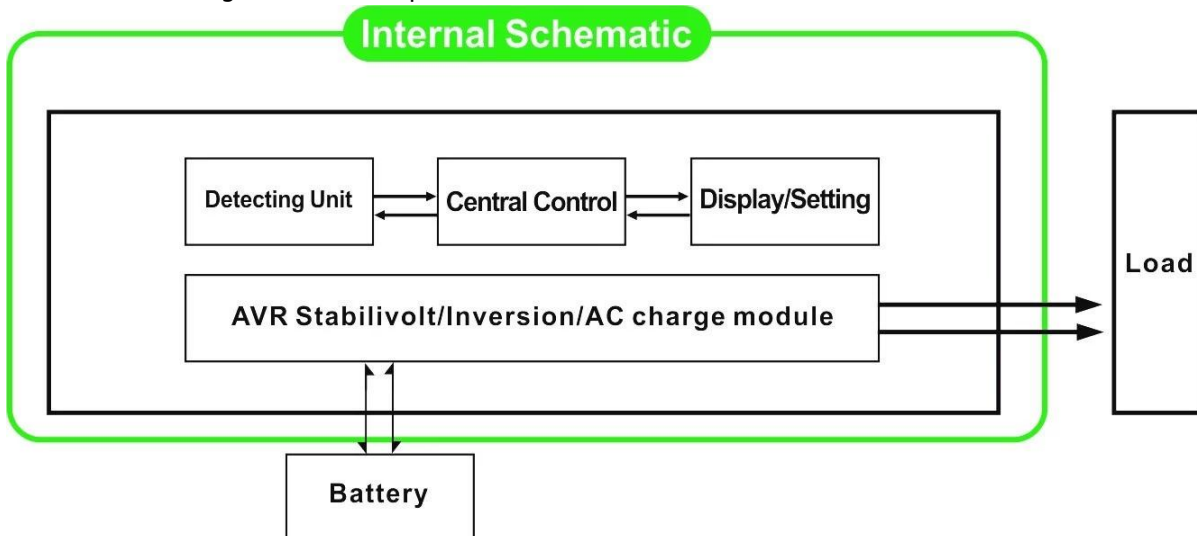 Internal Schematic
Detecting Unit
Central Control
Display/Setting
Load
AVR Stabilivolt/Inversion/AC charge module
Battery